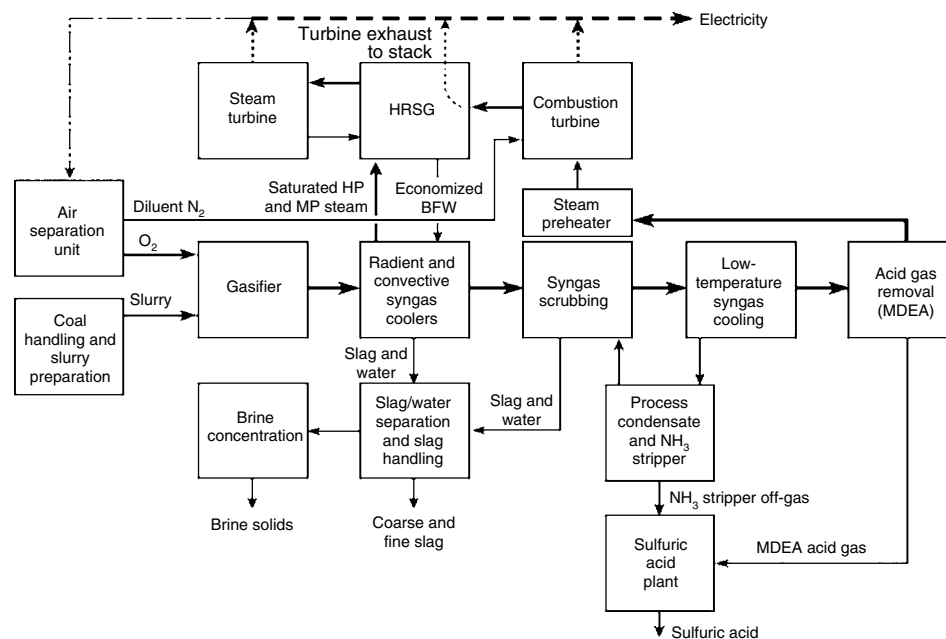 Electricity
Turbine exhaust
to stack
Steam
turbine
HRSG
Combustion
turbine
Saturated HP
and MP steam
Economized
BFW
Steam
preheater
Air
separation
unit
Diluent N₂
O₂
Gasifier
Radient and
convective
syngas
coolers
Syngas
scrubbing
Low-
temperature
syngas
cooling
Acid gas
removal
(MDEA)
Slurry
Coal
handling and
slurry
preparation
Slag and
water
Brine
concentration
Slag/water
separation
and slag
handling
Slag and
water
Process
condensate
and NH₃
stripper
Brine solids
Coarse and
fine slag
NH₃ stripper off-gas
Sulfuric
acid
plant
MDEA acid gas
Sulfuric acid